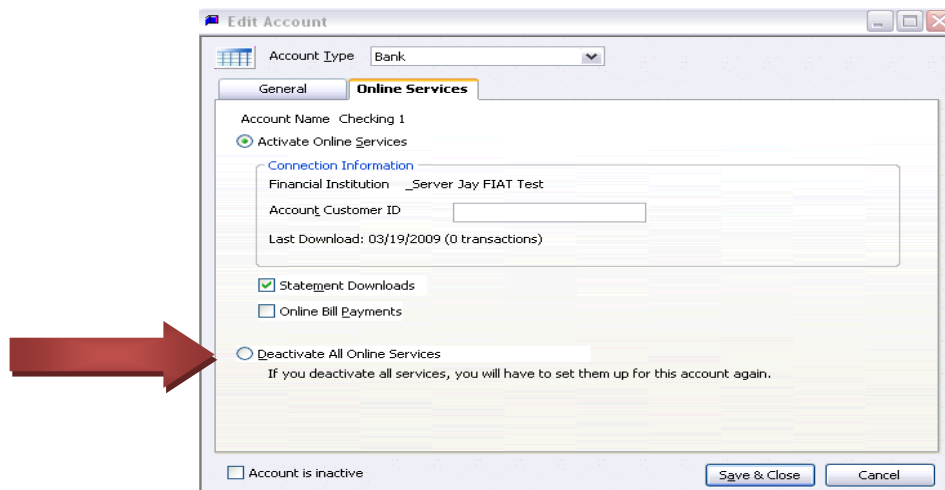 Edit Account
Account Type Bank
General Online Services
Account Name Checking 1
Activate Online Services
Connection Information
Financial Institution _Server Jay FIAT Test
Account Customer ID
Last Download: 03/19/2009 (0 transactions)
Statement Downloads
Online Bill Payments
Deactivate All Online Services
If you deactivate all services, you will have to set them up for this account again.
Account is inactive Save & Close Cancel